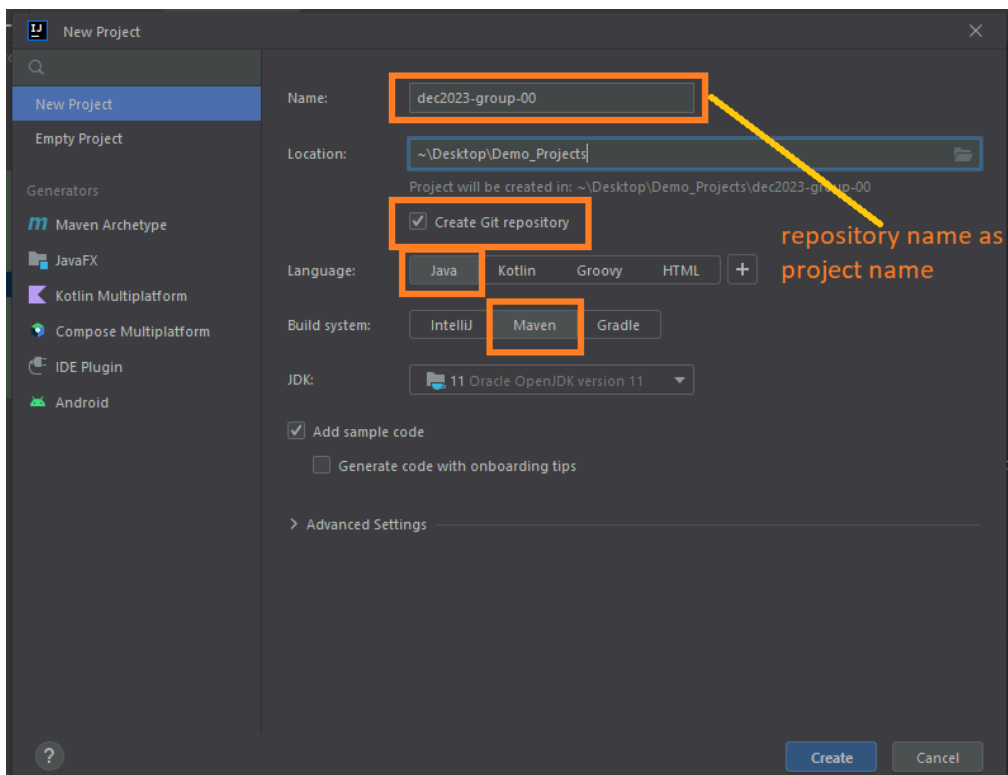 New Project
New Project
Empty Project
Generators
Maven Archetype
JavaFX
Kotlin Multiplatform
Compose Multiplatform
IDE Plugin
Android
Name:
dec2023-group-00
Location:
~\Desktop\Demo_Projects
Project will be created in: ~\Desktop\Demo_Projects\dec2023-group-00
Create Git repository
repository name as
project name
Language:
Java Kotlin Groovy HTML +
Build system:
IntelliJ Maven Gradle
JDK:
11 Oracle OpenJDK version 11
Add sample code
Generate code with onboarding tips
Advanced Settings
? Create Cancel